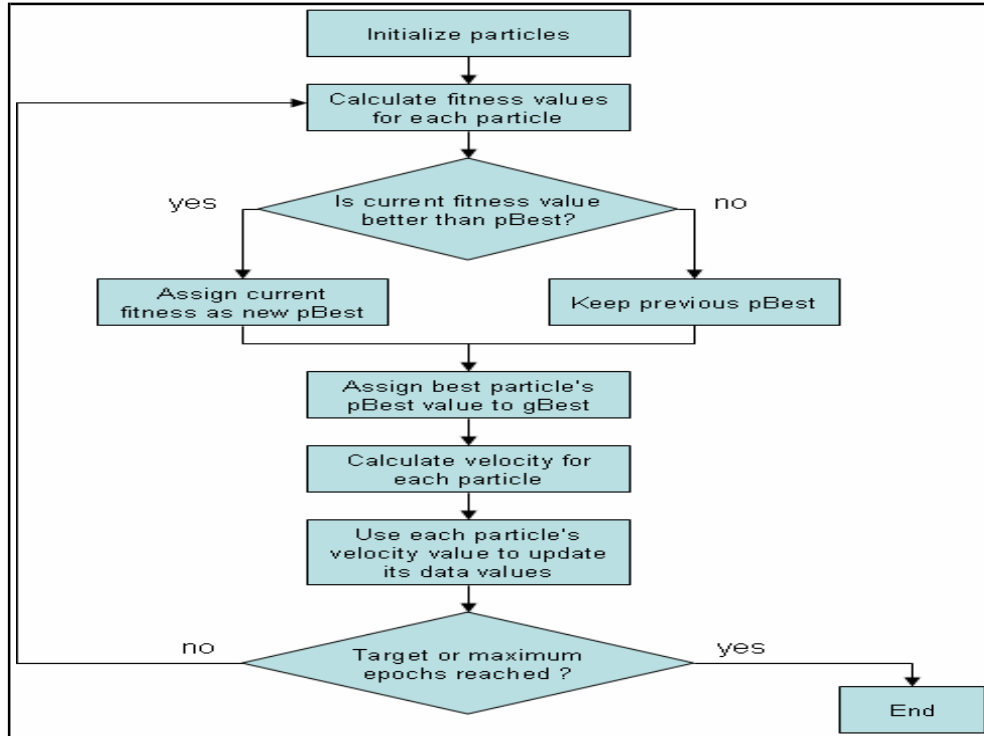 Initialize particles
Calculate fitness values
for each particle
yes
Is current fitness value
better than pBest?
no
Assign current
fitness as new pBest
Keep previous pBest
Assign best particle's
pBest value to gBest
Calculate velocity for
each particle
Use each particle's
velocity value to update
its data values
no
Target or maximum
epochs reached ?
yes
End